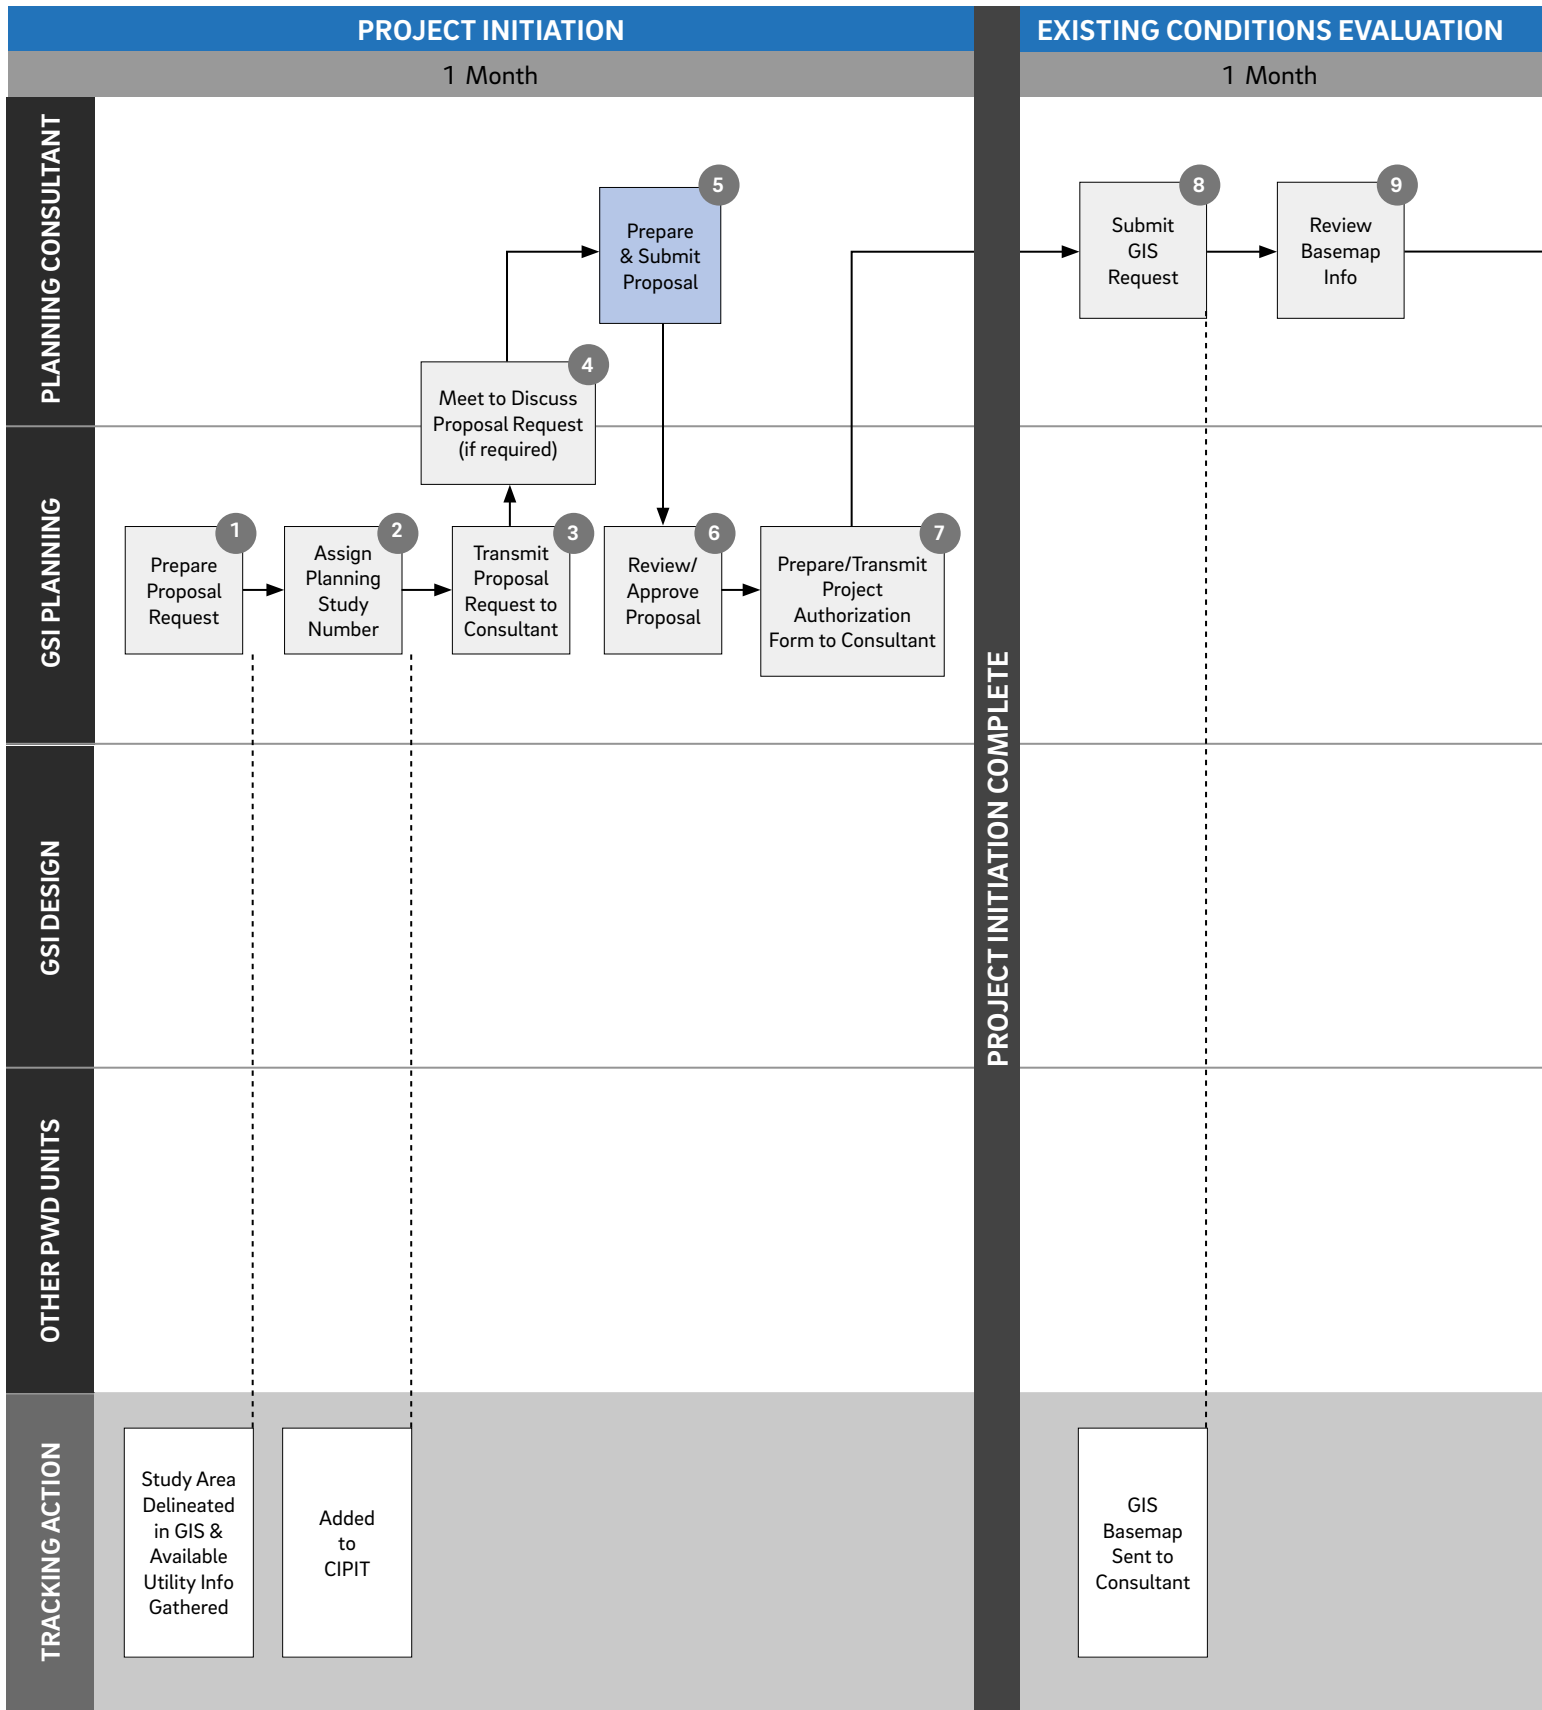 PROJECT INITIATION
EXISTING CONDITIONS EVALUATION
1 Month
1 Month
PLANNING CONSULTANT
5
Prepare
& Submit
Proposal
8
Submit
GIS
Request
9
Review
Basemap
Info
4
Meet to Discuss
Proposal Request
(if required)
GSI PLANNING
1
Prepare
Proposal
Request
2
Assign
Planning
Study
Number
3
Transmit
Proposal
Request to
Consultant
6
Review/
Approve
Proposal
7
Prepare/Transmit
Project
Authorization
Form to Consultant
PROJECT INITIATION COMPLETE
GSI DESIGN
OTHER PWD UNITS
TRACKING ACTION
Study Area
Delineated
in GIS &
Available
Utility Info
Gathered
Added
to
CIPIT
GIS
Basemap
Sent to
Consultant